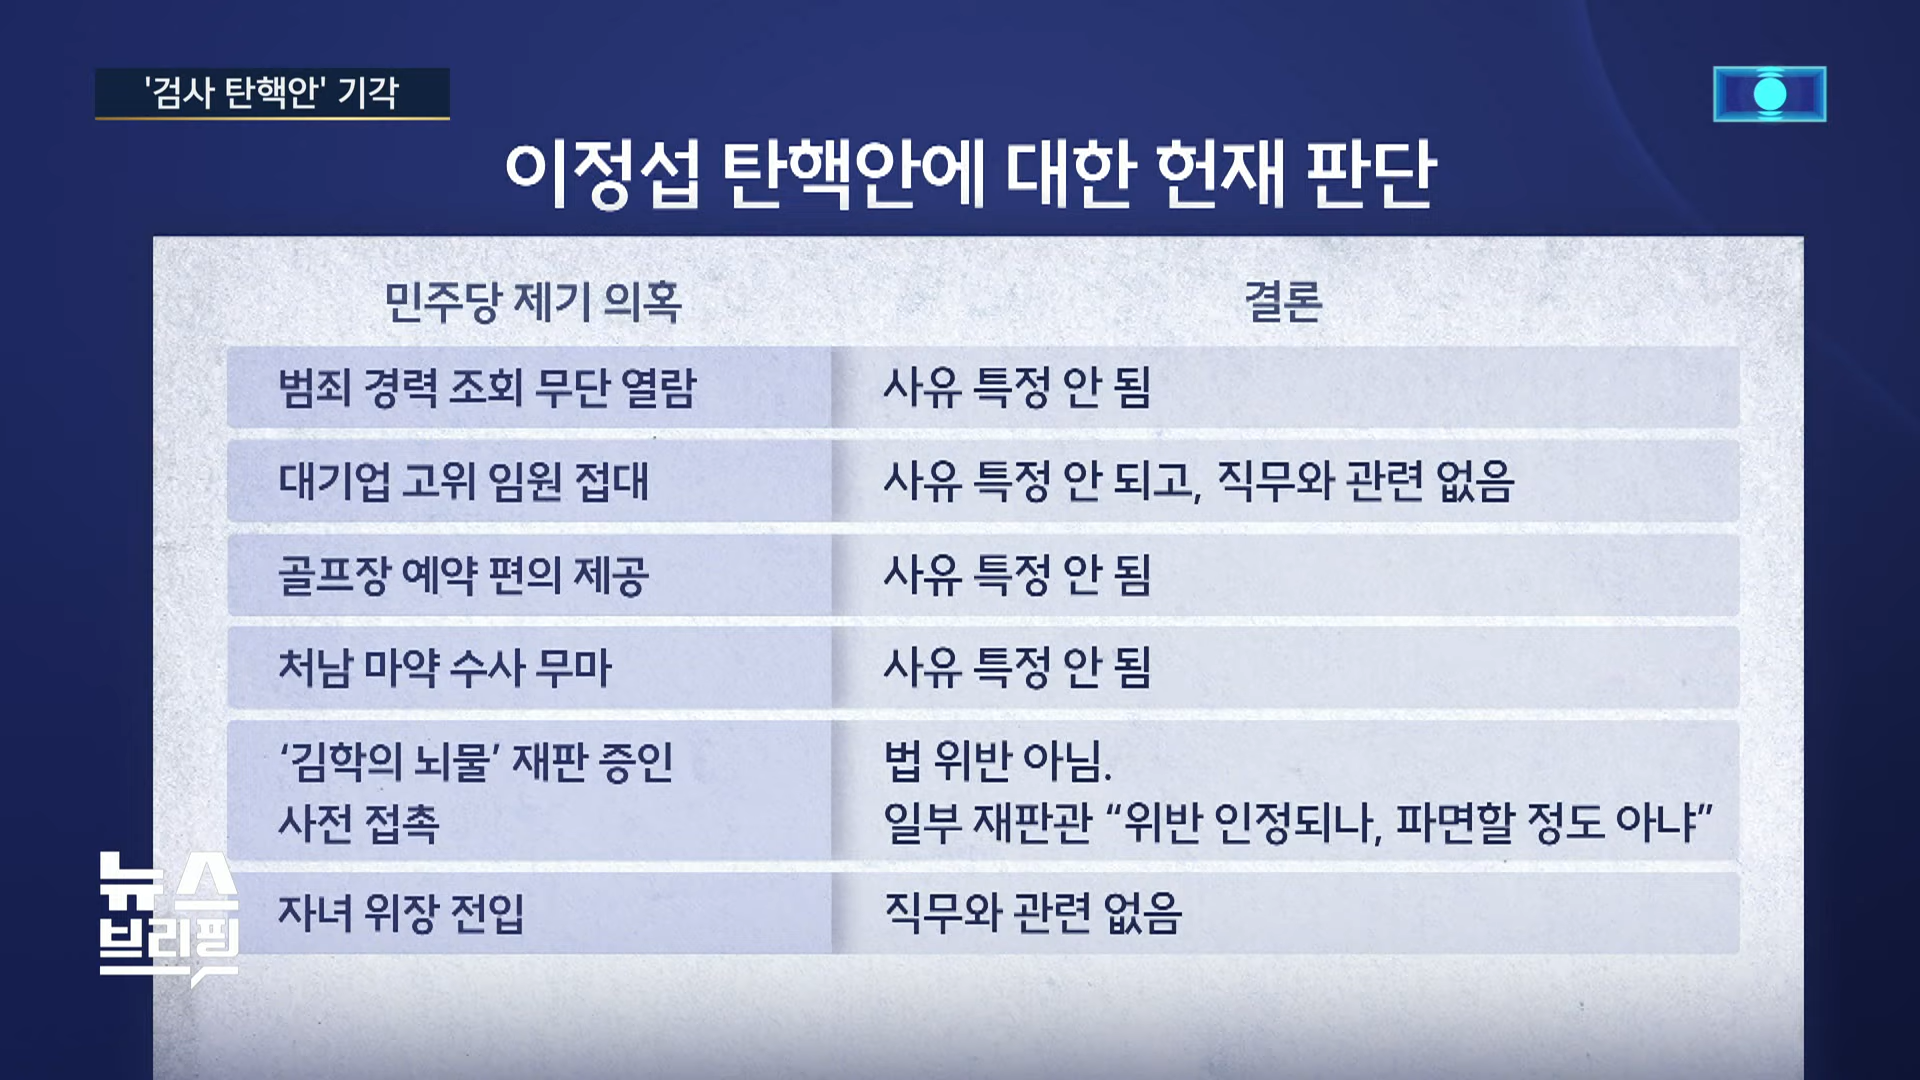 '검사 탄핵안' 기각
이정섭 탄핵안에 대한 헌재 판단
민주당 제기 의혹 결론
범죄 경력 조회 무단 열람 사유 특정 안 됨
대기업 고위 임원 접대 사유 특정 안 되고, 직무와 관련 없음
골프장 예약 편의 제공 사유 특정 안 됨
처남 마약 수사 무마 사유 특정 안 됨
‘김학의 뇌물’ 재판 증인 법 위반 아님.
사전 접촉 일부 재판관 “위반 인정되나, 파면할 정도 아냐”
자녀 위장 전입 직무와 관련 없음
뉴스
브리핑